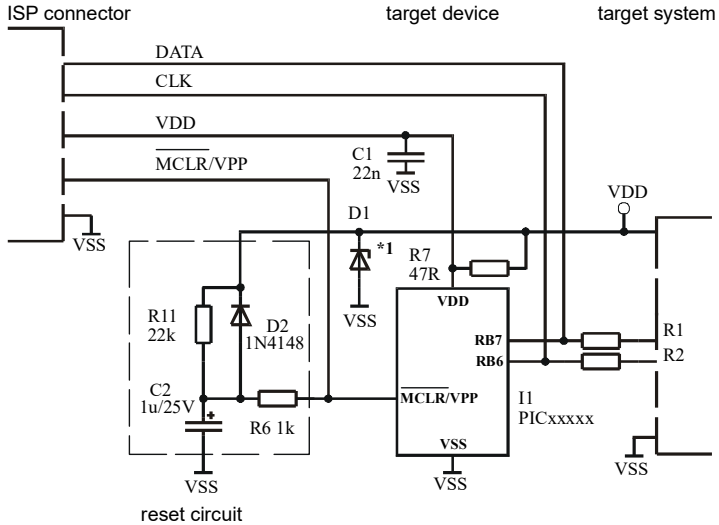 ISP connector
target device
target system
DATA
CLK
VDD
MCLR/VPP
C1
22n
VSS
VDD
VSS
D1
*1
R7
47R
VSS
VDD
R11
22k
D2
1N4148
RB7
RB6
R1
R2
C2
1u/25V
+
R6 1k
MCLR/VPP
I1
PICxxxxx
VSS
VSS
VSS
VSS
reset circuit